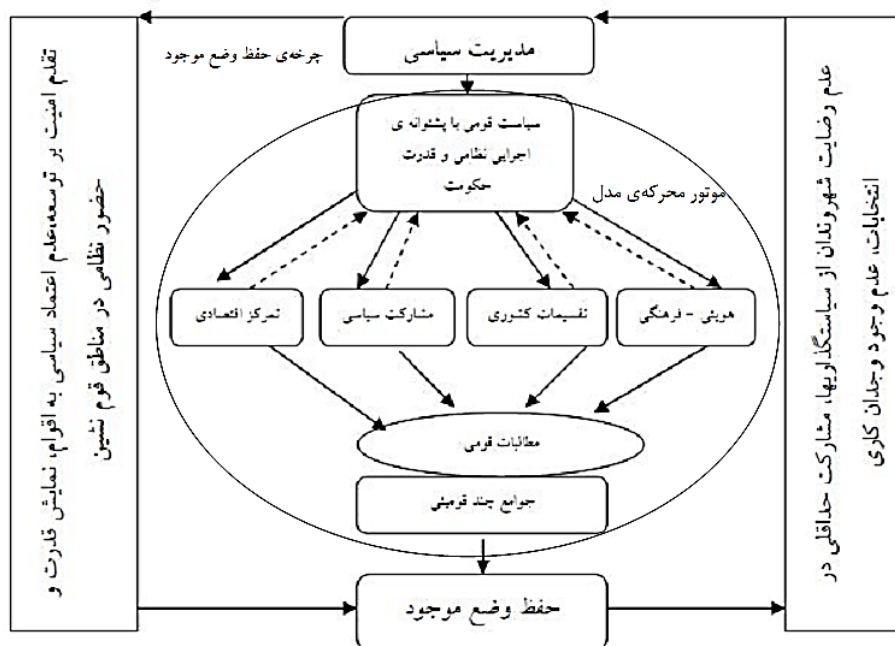 مدیریت سیاسی
چرخه‌ی حفظ وضع موجود
سیاست قومی با پشتوانه ی
اجرایی نظامی و قدرت
حکومت
موتور محرکه‌ی مدل
هویتی - فرهنگی
تقسیمات کشوری
مشارکت سیاسی
تمرکز اقتصادی
مطالبات قومی
جوامع چند قومیتی
حفظ وضع موجود
عدم رضایت شهروندان از سیاستگذاریها، مشارکت حداقلی در
انتخابات، عدم وجود وجدان کاری
تقدم امنیت بر توسعه،عدم اعتماد سیاسی به اقوام، نمایش قدرت و
حضور نظامی در مناطق قوم نشین